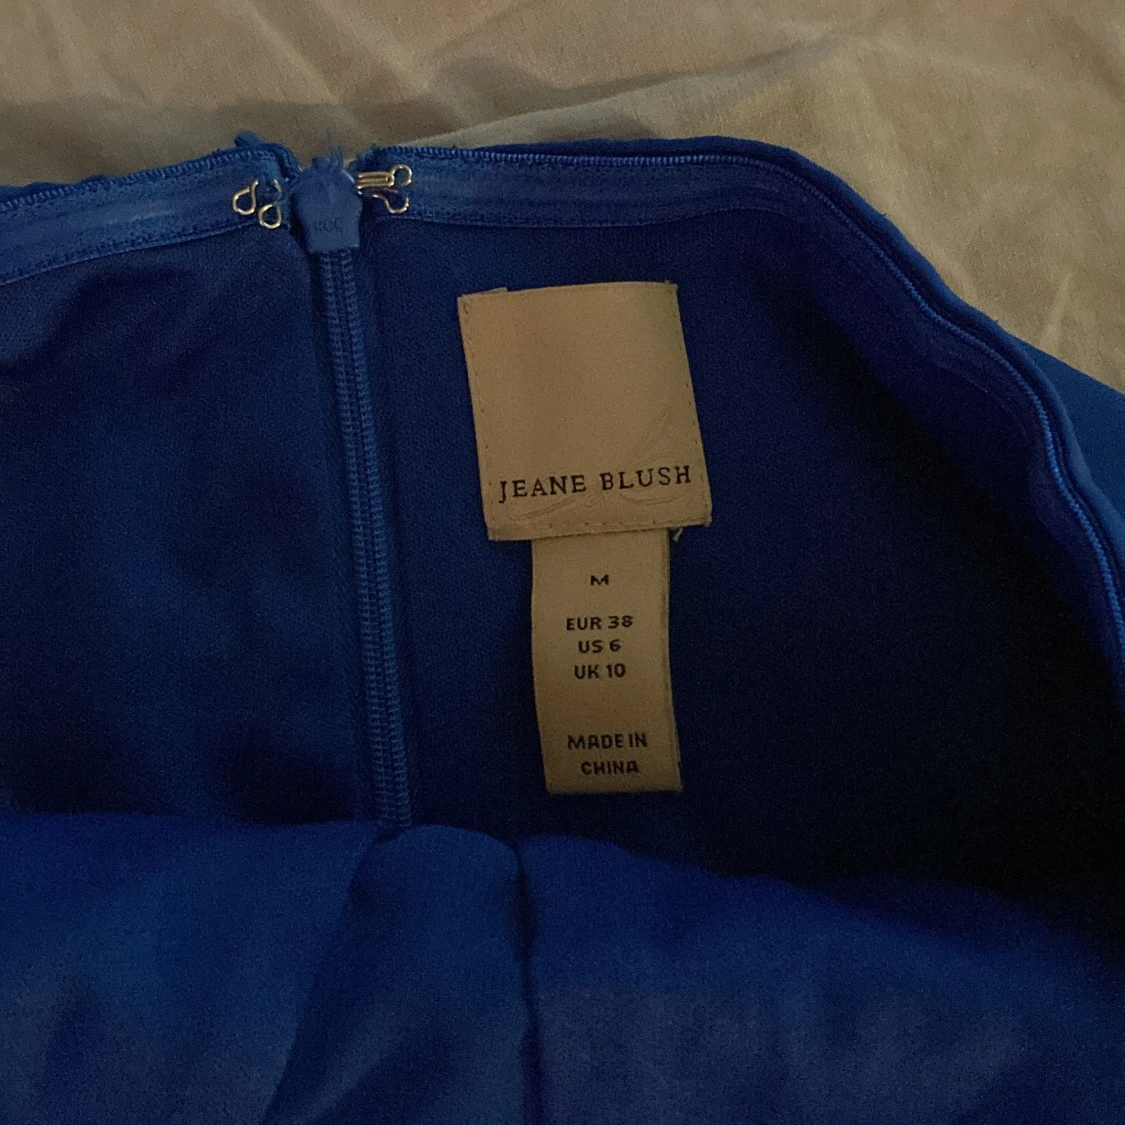 JEANE BLUSH
M
EUR 38
US 6
UK 10
MADE IN
CHINA